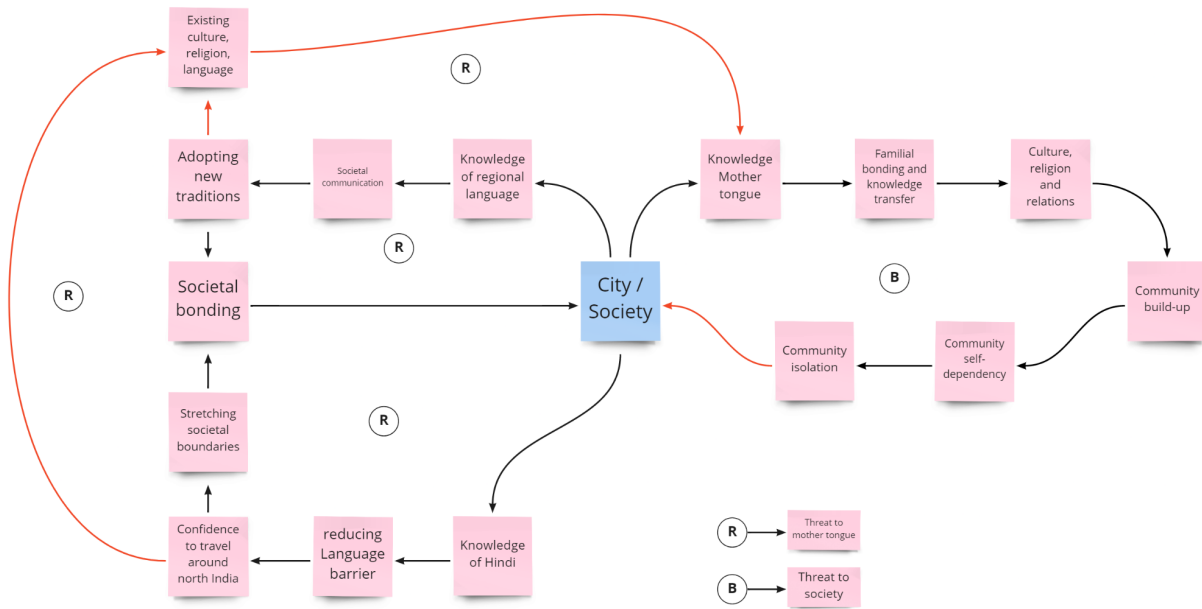 Existing
culture,
religion,
language
R
Adopting
new
traditions
Societal
communication
Knowledge
of regional
language
Knowledge
Mother
tongue
Familial
bonding and
knowledge
transfer
Culture,
religion
and
relations
R
B
R
Societal
bonding
City /
Society
Community
build-up
Community
isolation
Community
self-
dependency
Stretching
societal
boundaries
R
Confidence
to travel
around
north India
reducing
Language
barrier
Knowledge
of Hindi
R
Threat to
mother tongue
B
Threat to
society